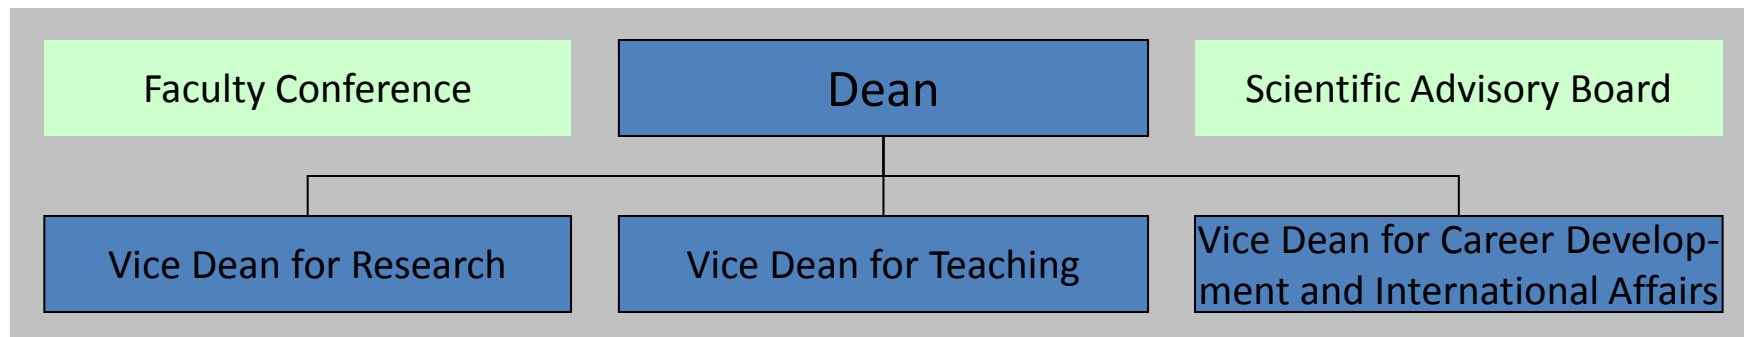 Faculty Conference
Dean
Scientific Advisory Board
Vice Dean for Research
Vice Dean for Teaching
Vice Dean for Career Develop-
ment and International Affairs